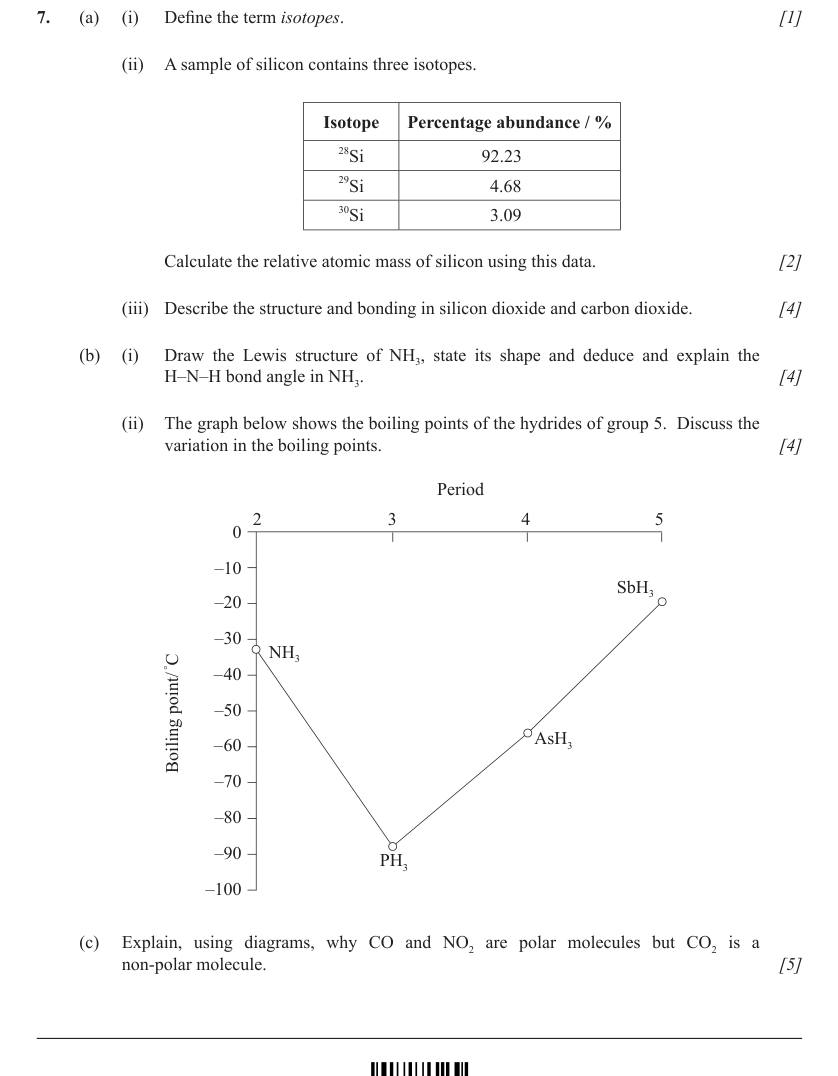 7. (a) (i) Define the term isotopes. [1]
(ii) A sample of silicon contains three isotopes.
Isotope Percentage abundance / %
²⁸Si 92.23
²⁹Si 4.68
³⁰Si 3.09
Calculate the relative atomic mass of silicon using this data. [2]
(iii) Describe the structure and bonding in silicon dioxide and carbon dioxide. [4]
(b) (i) Draw the Lewis structure of NH₃, state its shape and deduce and explain the
H–N–H bond angle in NH₃. [4]
(ii) The graph below shows the boiling points of the hydrides of group 5. Discuss the
variation in the boiling points. [4]
Period
2 3 4 5
0
–10
SbH₃
–20
–30
NH₃
–40
–50
Boiling point/°C
–60
AsH₃
–70
–80
–90
PH₃
–100
(c) Explain, using diagrams, why CO and NO₂ are polar molecules but CO₂ is a
non-polar molecule. [5]